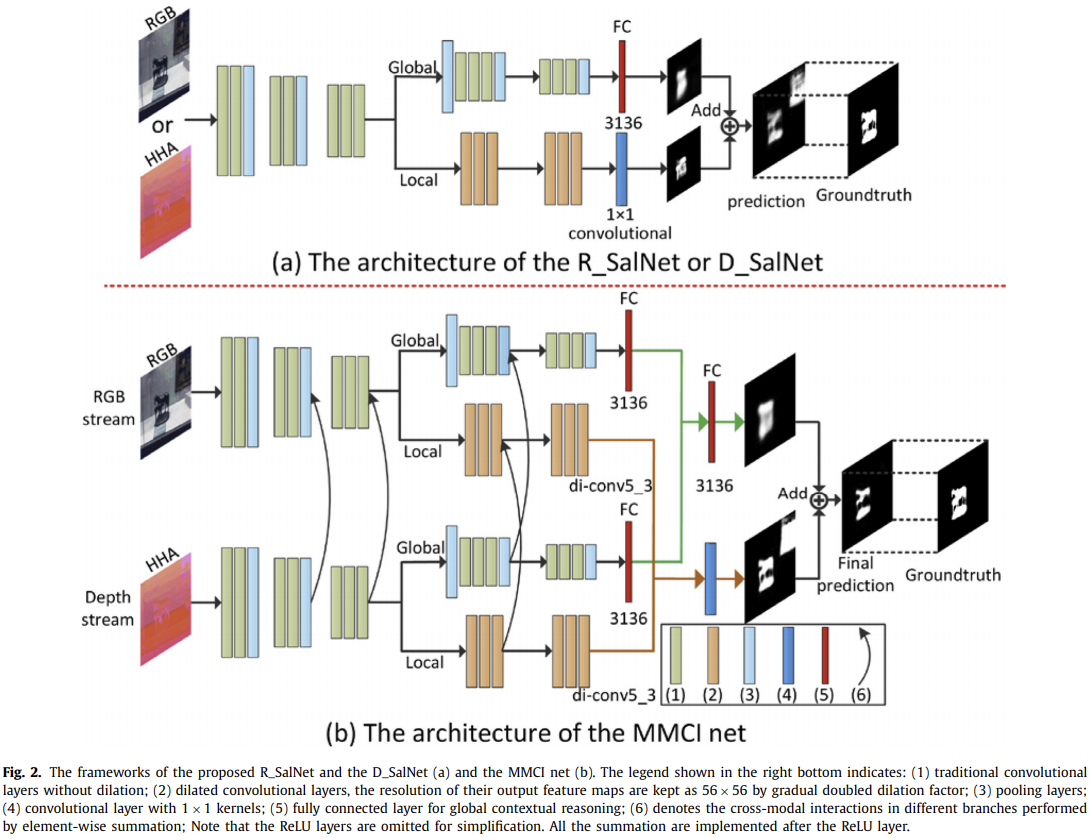 RGB
or
HHA
Global
Local
FC
3136
1×1
convolutional
Add
prediction
Groundtruth
(a) The architecture of the R_SalNet or D_SalNet
RGB
RGB
stream
Global
Local
FC
3136
di-conv5_3
HHA
Depth
stream
Global
Local
FC
3136
di-conv5_3
FC
3136
Add
Final
prediction
Groundtruth
(1) (2) (3) (4) (5) (6)
(b) The architecture of the MMCI net
Fig. 2. The frameworks of the proposed R_SalNet and the D_SalNet (a) and the MMCI net (b). The legend shown in the right bottom indicates: (1) traditional convolutional
layers without dilation; (2) dilated convolutional layers, the resolution of their output feature maps are kept as 56 × 56 by gradual doubled dilation factor; (3) pooling layers;
(4) convolutional layer with 1 × 1 kernels; (5) fully connected layer for global contextual reasoning; (6) denotes the cross-modal interactions in different branches performed
by element-wise summation; Note that the ReLU layers are omitted for simplification. All the summation are implemented after the ReLU layer.